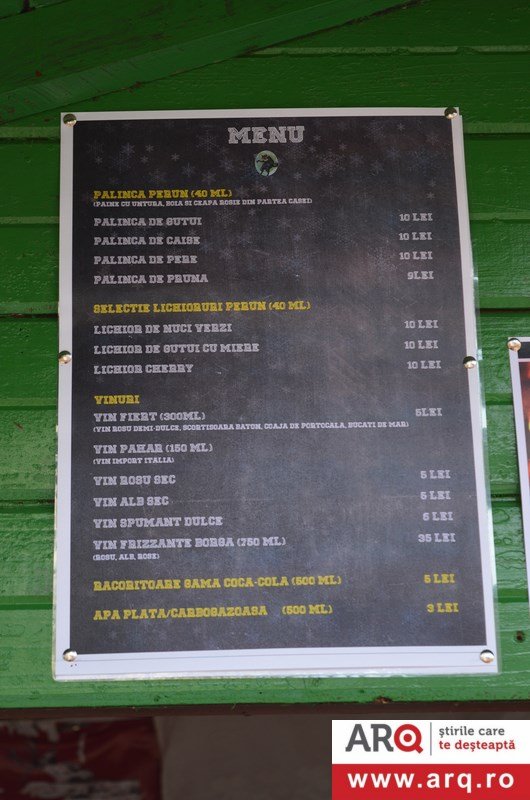 MENU
PALINCA PERUN (40 ML)
(PAINE CU UNTURA, BOIA SI CEAPA ROSIE DIN PARTEA CASEI)
PALINCA DE GUTUI 10 LEI
PALINCA DE CAISE 10 LEI
PALINCA DE PERE 10 LEI
PALINCA DE PRUNA 9LEI
SELECTIE LICHIORURI PERUN (40 ML)
LICHIOR DE NUCI VERZI 10 LEI
LICHIOR DE GUTUI CU MIERE 10 LEI
LICHIOR CHERRY 10 LEI
VINURI
VIN FIERT (300ML) 5LEI
(VIN ROSU DEMI-DULCE, SCORTISOARA BATON, COAJA DE PORTOCALA, BUCATI DE MAR)
VIN PAHAR (150 ML)
(VIN IMPORT ITALIA)
VIN ROSU SEC 5 LEI
VIN ALB SEC 5 LEI
VIN SPUMANT DULCE 6 LEI
VIN FRIZZANTE BORGA (750 ML) 35 LEI
(ROSU, ALB, ROSE)
RACORITOARE GAMA COCA-COLA (500 ML) 5 LEI
APA PLATA/CARBOGAZOASA (500 ML) 3 LEI
ARQ știrile care
te deșteaptă
www.arq.ro